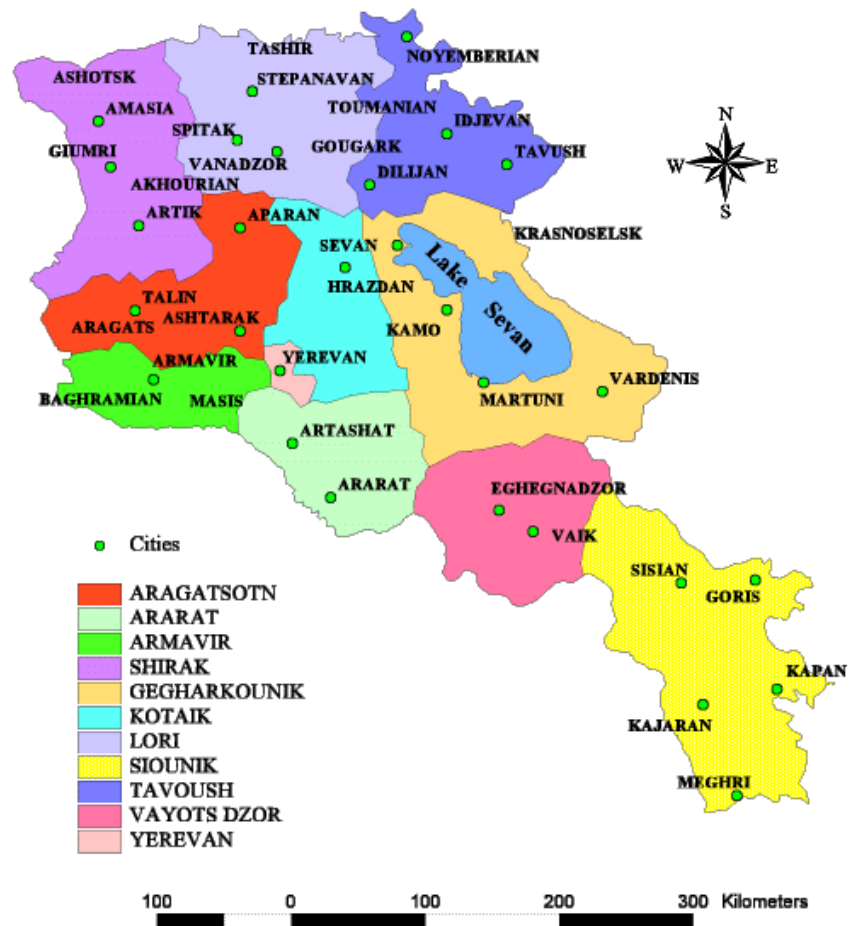 TASHIR
NOYEMBERIAN
ASHOTSK
STEPANAVAN
AMASIA
TOUMANIAN
IDJEVAN
N
SPITAK
GIUMRI
VANADZOR
GOUGARK
TAVUSH
W
E
DILIJAN
AKHOURIAN
S
ARTIK
APARAN
SEVAN
KRASNOSELSK
Lake
HRAZDAN
TALIN
Sevan
ARAGATS
ASHTARAK
KAMO
ARMAVIR
YEREVAN
BAGHRAMIAN
MASIS
MARTUNI
VARDENIS
ARTASHAT
ARARAT
EGHEGNADZOR
VAIK
Cities
SISIAN
GORIS
ARAGATSOTN
ARARAT
ARMAVIR
SHIRAK
GEGHARKOUNIK
KOTAIK
LORI
SIOUNIK
TAVOUSH
VAYOTS DZOR
YEREVAN
KAPAN
KAJARAN
MEGHRI
100 0 100 200 300 Kilometers